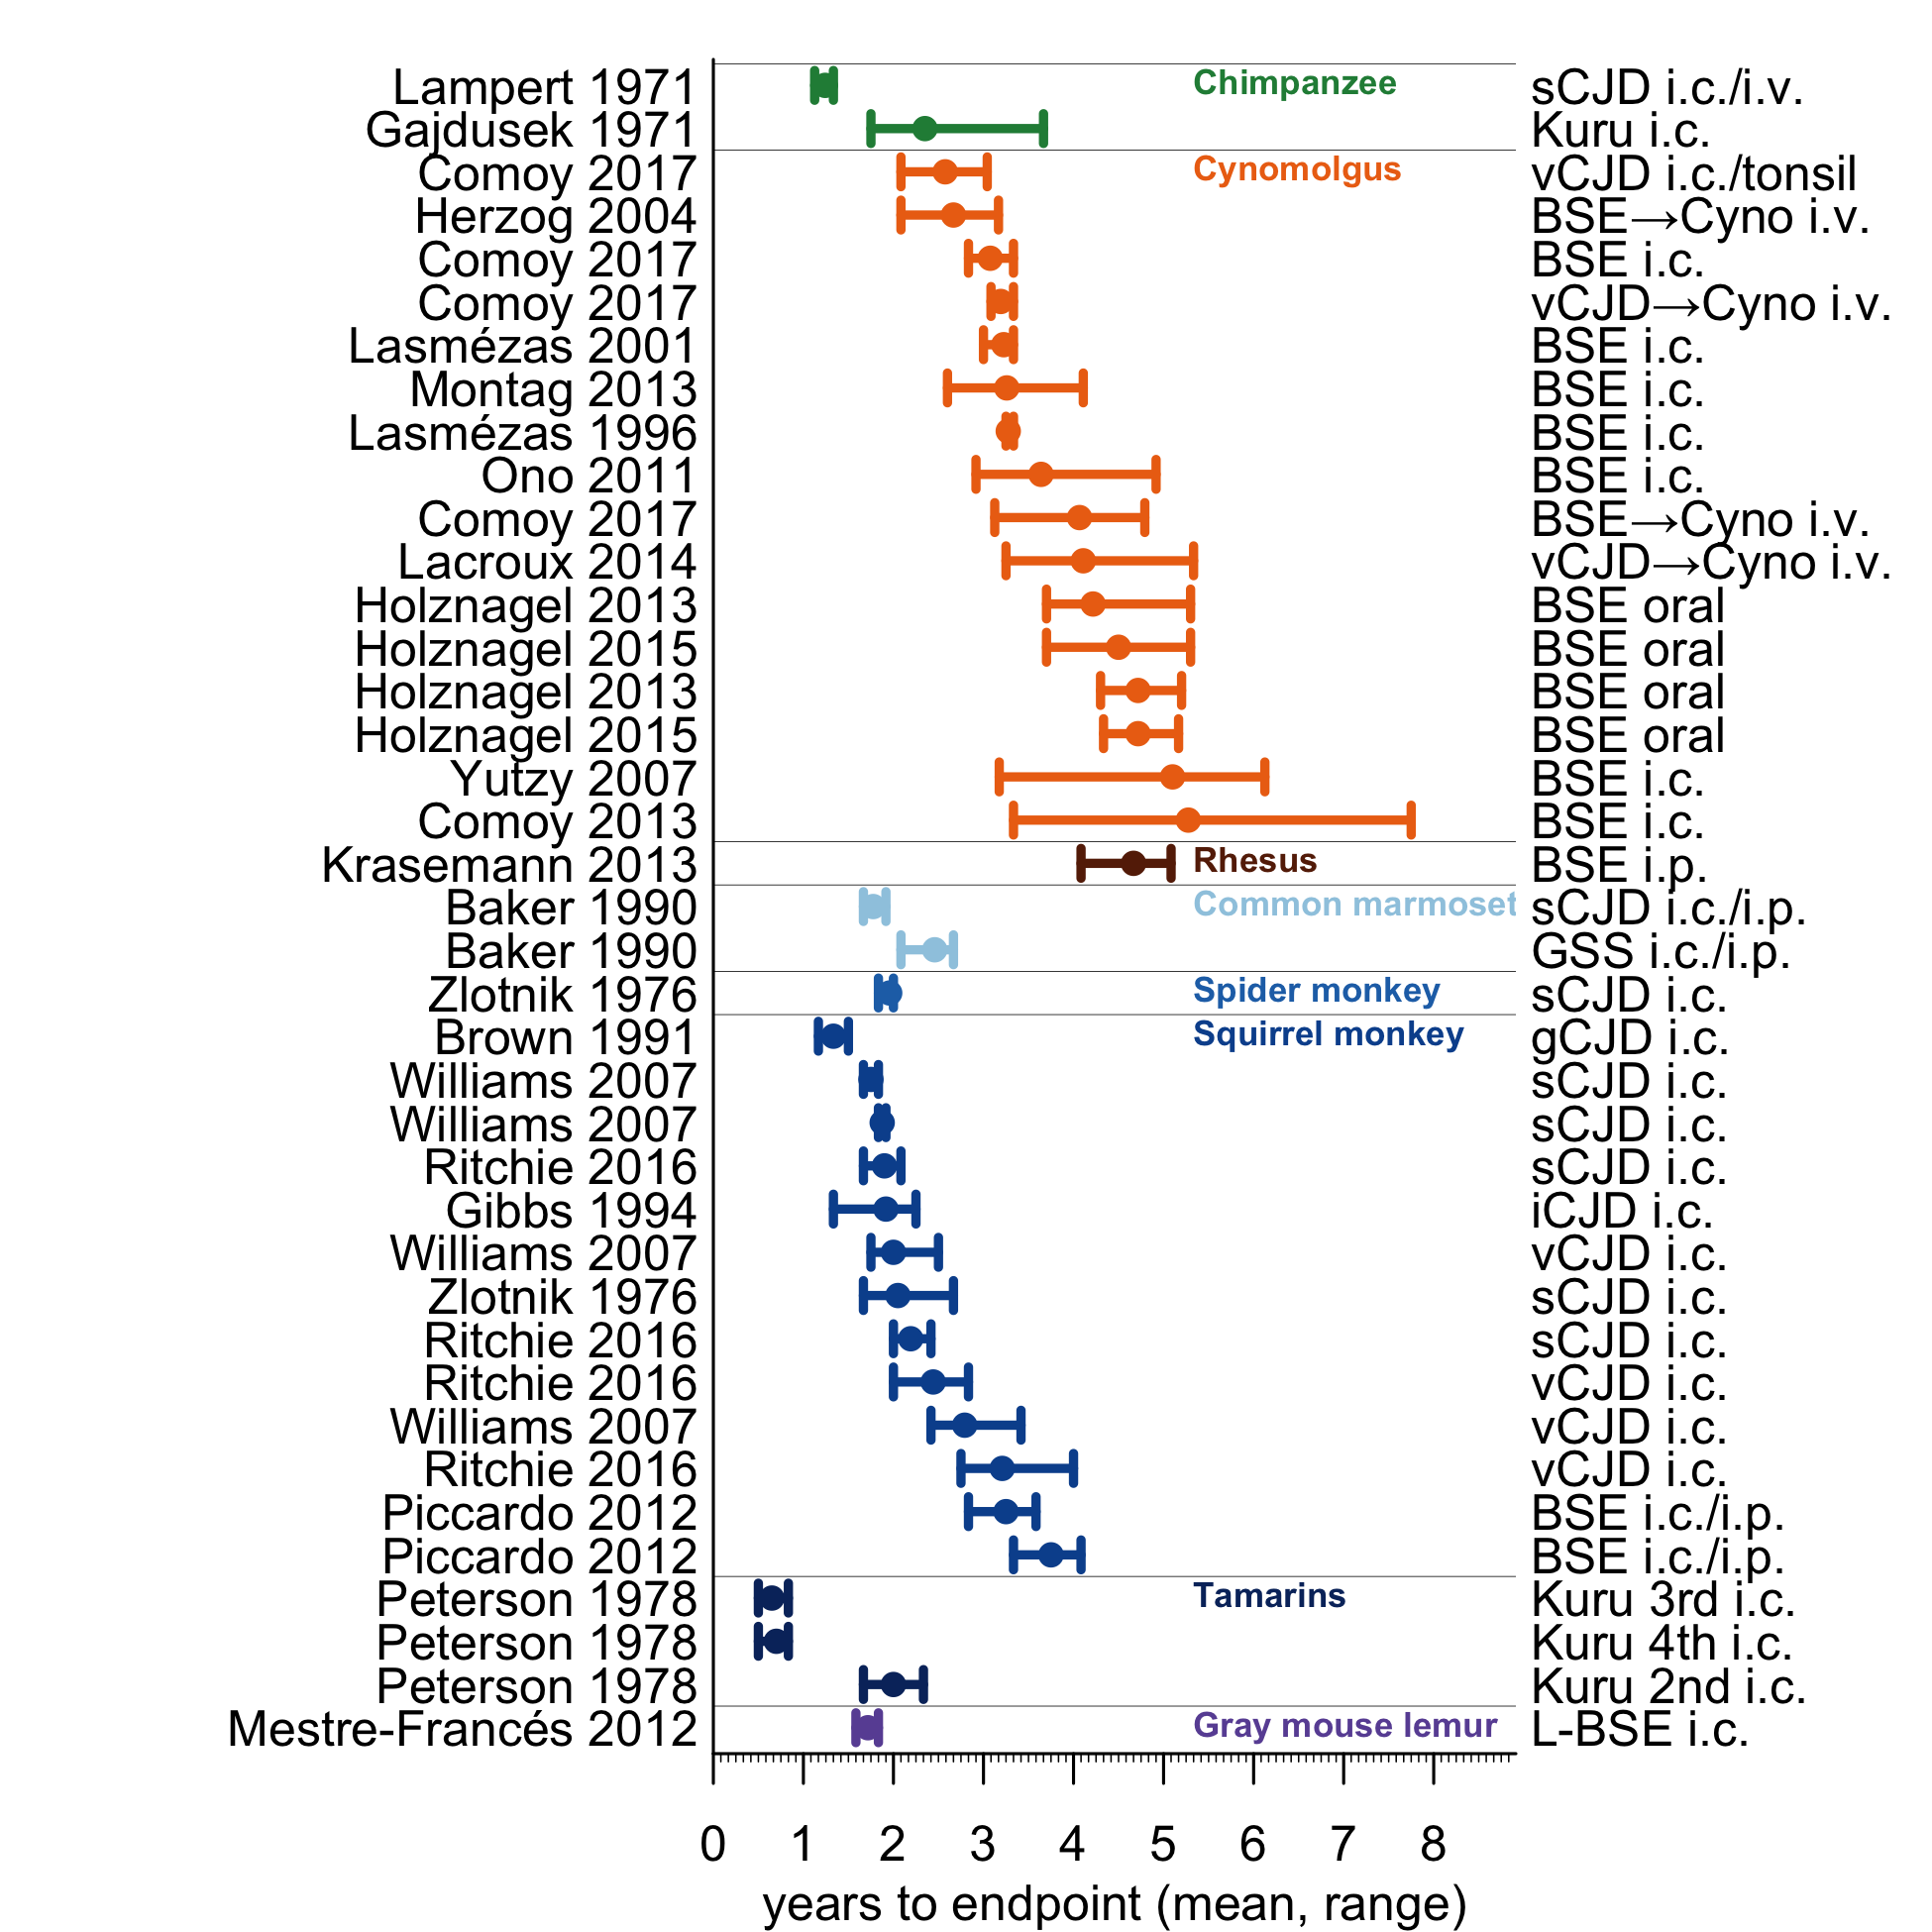 Lampert 1971 Chimpanzee sCJD i.c./i.v.
Gajdusek 1971 Kuru i.c.
Comoy 2017 Cynomolgus vCJD i.c./tonsil
Herzog 2004 BSE→Cyno i.v.
Comoy 2017 BSE i.c.
Comoy 2017 vCJD→Cyno i.v.
Lasmézas 2001 BSE i.c.
Montag 2013 BSE i.c.
Lasmézas 1996 BSE i.c.
Ono 2011 BSE i.c.
Comoy 2017 BSE→Cyno i.v.
Lacroux 2014 vCJD→Cyno i.v.
Holznagel 2013 BSE oral
Holznagel 2015 BSE oral
Holznagel 2013 BSE oral
Holznagel 2015 BSE oral
Yutzy 2007 BSE i.c.
Comoy 2013 BSE i.c.
Krasemann 2013 Rhesus BSE i.p.
Baker 1990 Common marmoset sCJD i.c./i.p.
Baker 1990 GSS i.c./i.p.
Zlotnik 1976 Spider monkey sCJD i.c.
Brown 1991 Squirrel monkey gCJD i.c.
Williams 2007 sCJD i.c.
Williams 2007 sCJD i.c.
Ritchie 2016 sCJD i.c.
Gibbs 1994 iCJD i.c.
Williams 2007 vCJD i.c.
Zlotnik 1976 sCJD i.c.
Ritchie 2016 sCJD i.c.
Ritchie 2016 vCJD i.c.
Williams 2007 vCJD i.c.
Ritchie 2016 vCJD i.c.
Piccardo 2012 BSE i.c./i.p.
Piccardo 2012 BSE i.c./i.p.
Peterson 1978 Tamarins Kuru 3rd i.c.
Peterson 1978 Kuru 4th i.c.
Peterson 1978 Kuru 2nd i.c.
Mestre-Francés 2012 Gray mouse lemur L-BSE i.c.
0 1 2 3 4 5 6 7 8
years to endpoint (mean, range)